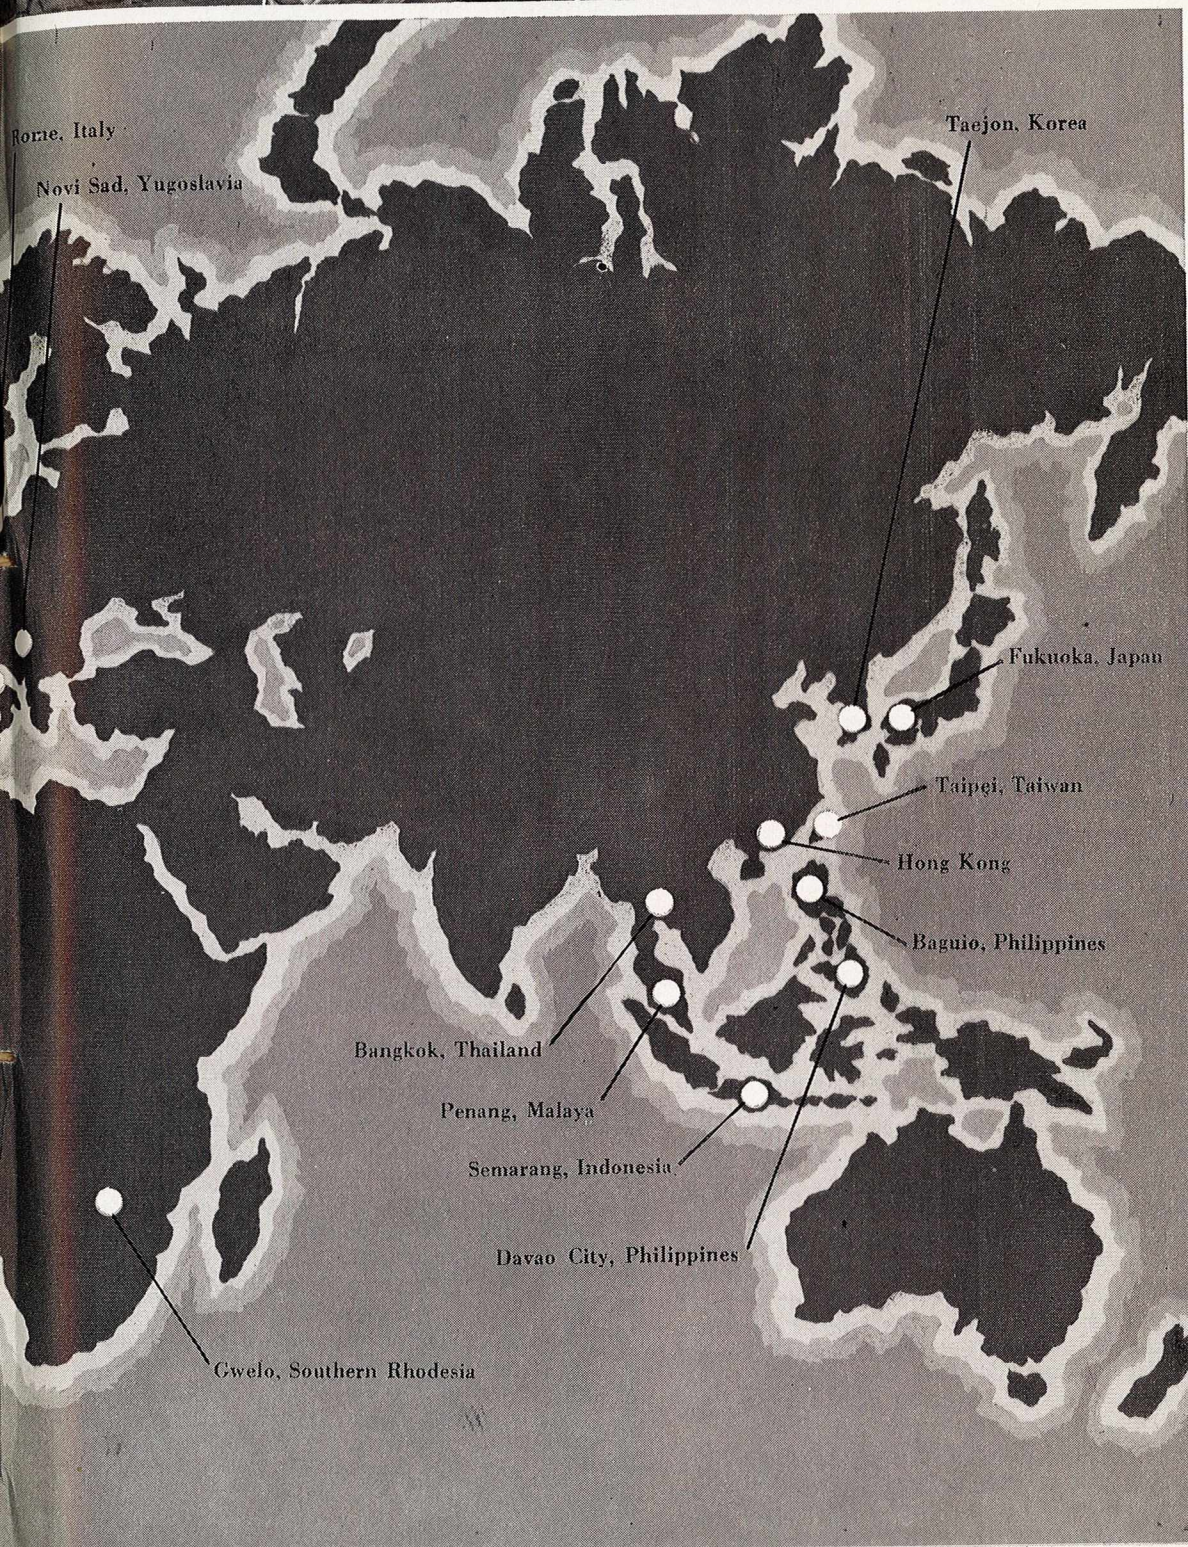 Rome, Italy
Taejon, Korea
Novi Sad, Yugoslavia
Fukuoka, Japan
Taipei, Taiwan
Hong Kong
Baguio, Philippines
Bangkok, Thailand
Penang, Malaya
Semarang, Indonesia
Davao City, Philippines
Gwelo, Southern Rhodesia